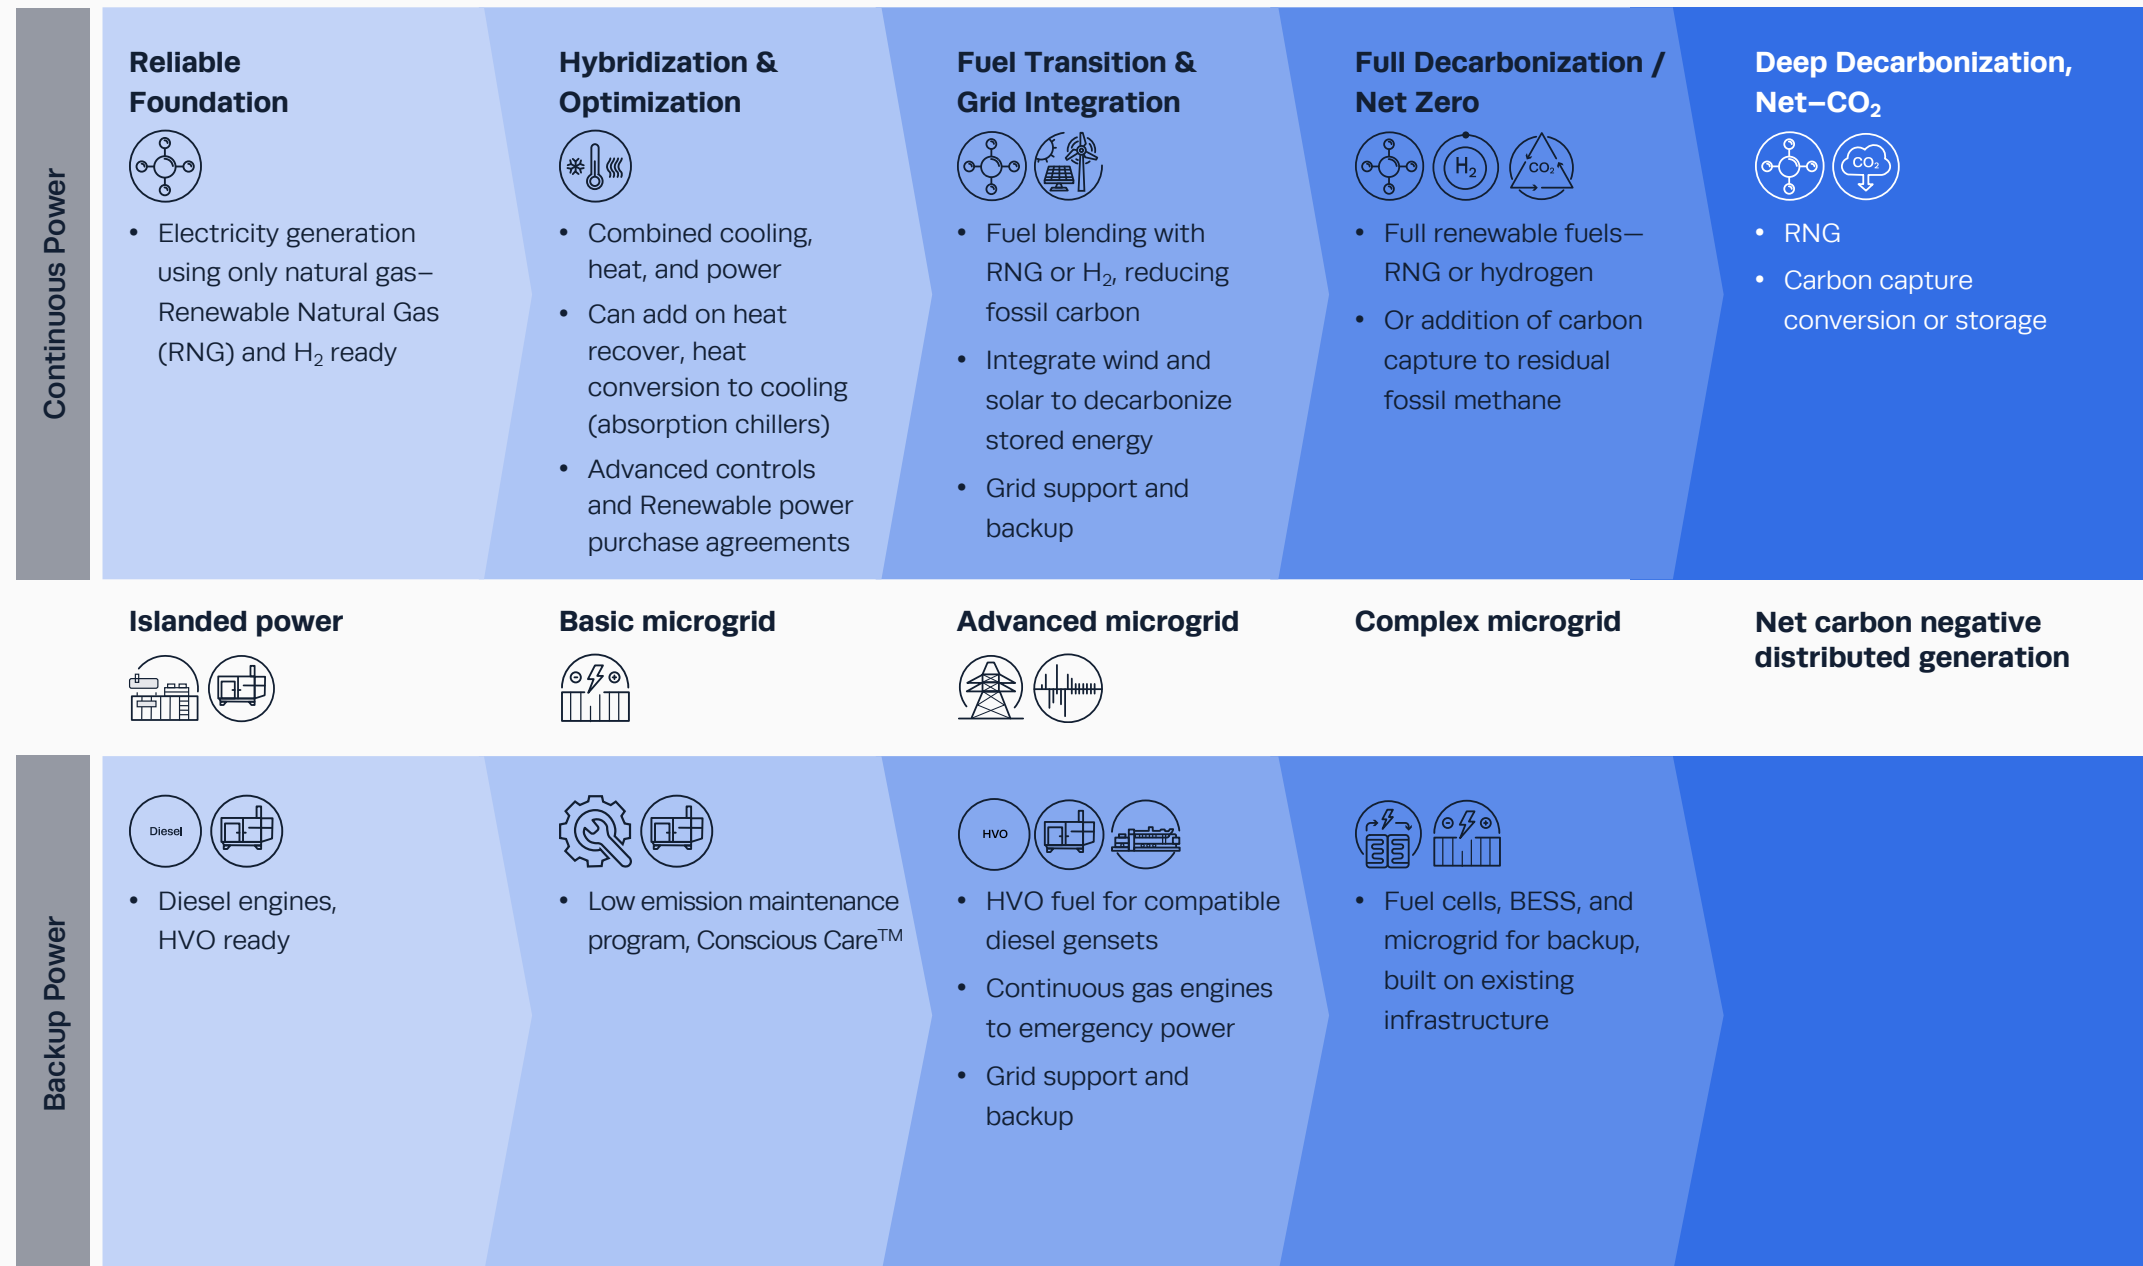 Continuous Power
Reliable
Foundation
• Electricity generation
using only natural gas–
Renewable Natural Gas
(RNG) and H₂ ready
Hybridization &
Optimization
• Combined cooling,
heat, and power
• Can add on heat
recover, heat
conversion to cooling
(absorption chillers)
• Advanced controls
and Renewable power
purchase agreements
Fuel Transition &
Grid Integration
• Fuel blending with
RNG or H₂, reducing
fossil carbon
• Integrate wind and
solar to decarbonize
stored energy
• Grid support and
backup
Full Decarbonization /
Net Zero
H₂
CO₂
• Full renewable fuels—
RNG or hydrogen
• Or addition of carbon
capture to residual
fossil methane
Deep Decarbonization,
Net–CO₂
CO₂
• RNG
• Carbon capture
conversion or storage
Islanded power
Basic microgrid
Advanced microgrid
Complex microgrid
Net carbon negative
distributed generation
Backup Power
Diesel
• Diesel engines,
HVO ready
• Low emission maintenance
program, Conscious Care™
HVO
• HVO fuel for compatible
diesel gensets
• Continuous gas engines
to emergency power
• Grid support and
backup
• Fuel cells, BESS, and
microgrid for backup,
built on existing
infrastructure